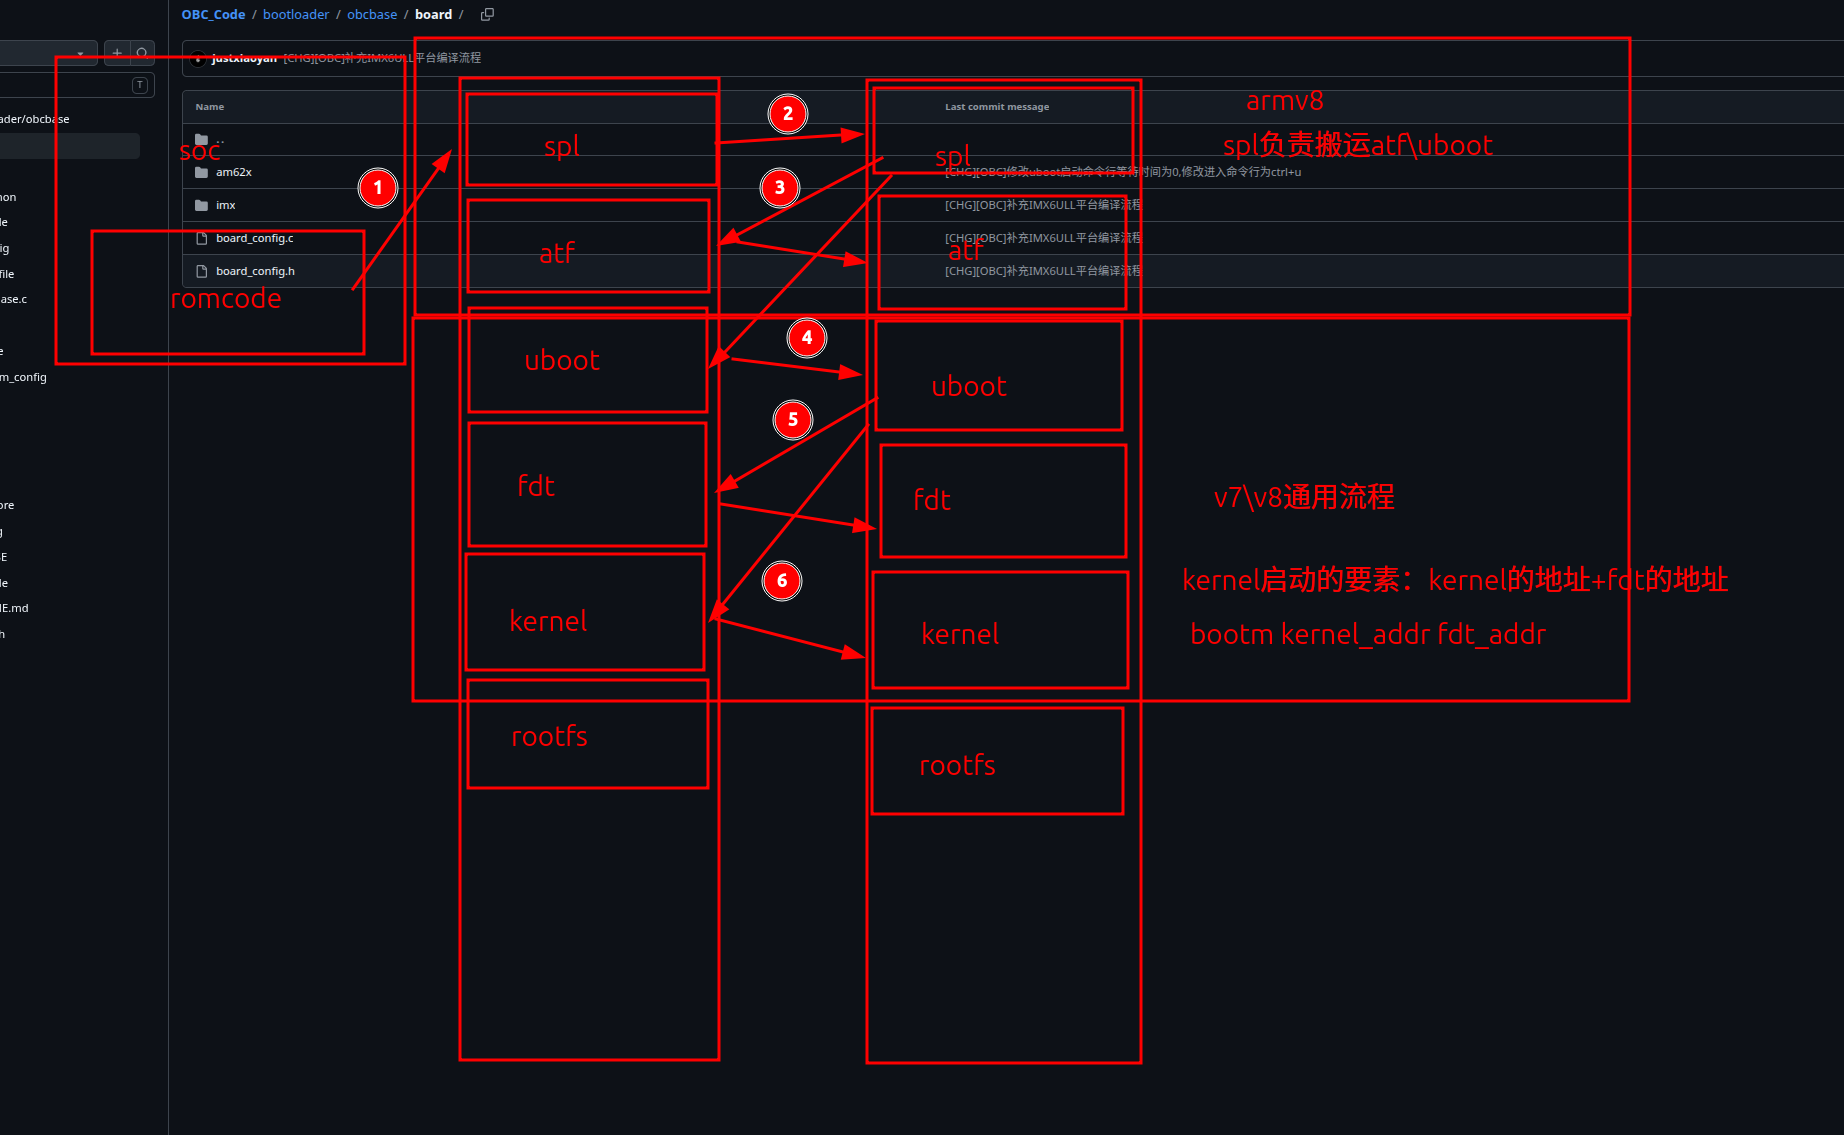 OBC_Code / bootloader / obcbase / board /
justxiaoyan [CHG][OBC]补充IMX6ULL平台编译流程
T
Name Last commit message
..
am62x [CHG][OBC]修改uboot启动命令行等待时间为0,修改进入命令行为ctrl+u
imx [CHG][OBC]补充IMX6ULL平台编译流程
board_config.c [CHG][OBC]补充IMX6ULL平台编译流程
board_config.h [CHG][OBC]补充IMX6ULL平台编译流程
ader/obcbase
non
le
ig
file
ase.c
e
m_config
ore
g
E
le
E.md
h
soc
romcode
1
spl
atf
uboot
fdt
kernel
rootfs
2
3
4
5
6
spl
atf
uboot
fdt
kernel
rootfs
armv8
spl负责搬运atf\uboot
v7\v8通用流程
kernel启动的要素：kernel的地址+fdt的地址
bootm kernel_addr fdt_addr